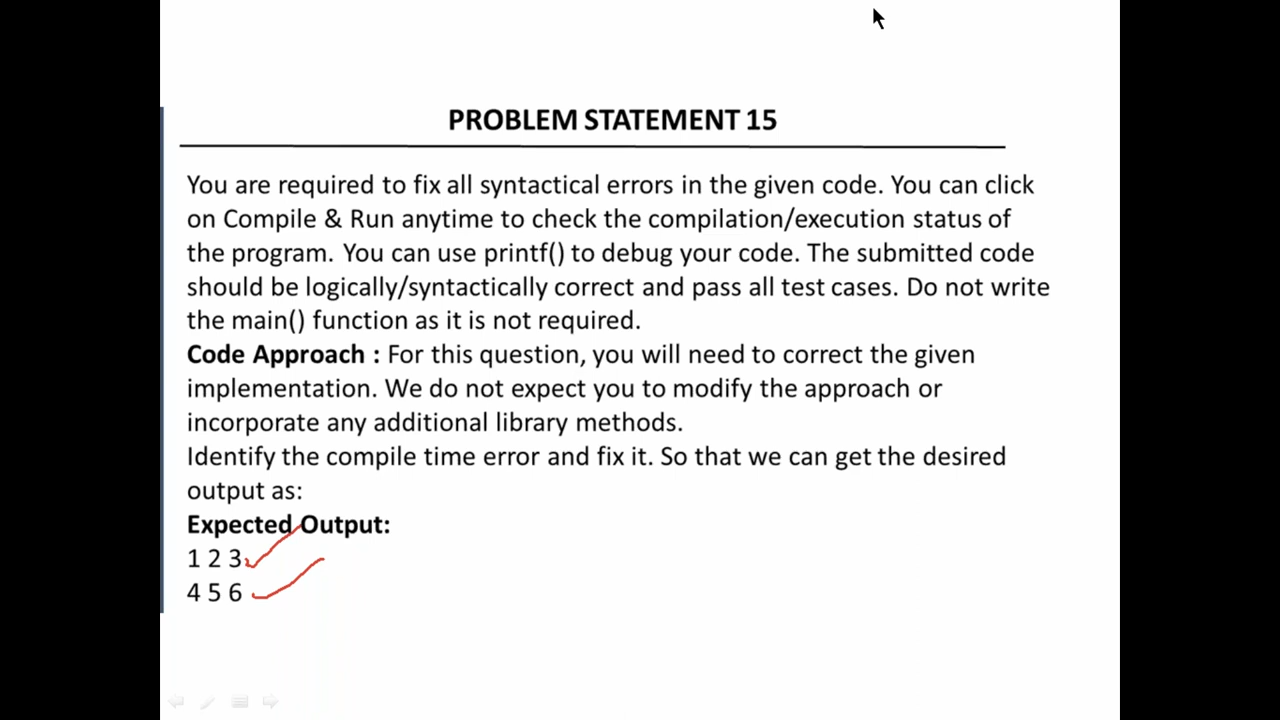 PROBLEM STATEMENT 15
You are required to fix all syntactical errors in the given code. You can click
on Compile & Run anytime to check the compilation/execution status of
the program. You can use printf() to debug your code. The submitted code
should be logically/syntactically correct and pass all test cases. Do not write
the main() function as it is not required.
Code Approach : For this question, you will need to correct the given
implementation. We do not expect you to modify the approach or
incorporate any additional library methods.
Identify the compile time error and fix it. So that we can get the desired
output as:
Expected Output:
1 2 3
4 5 6